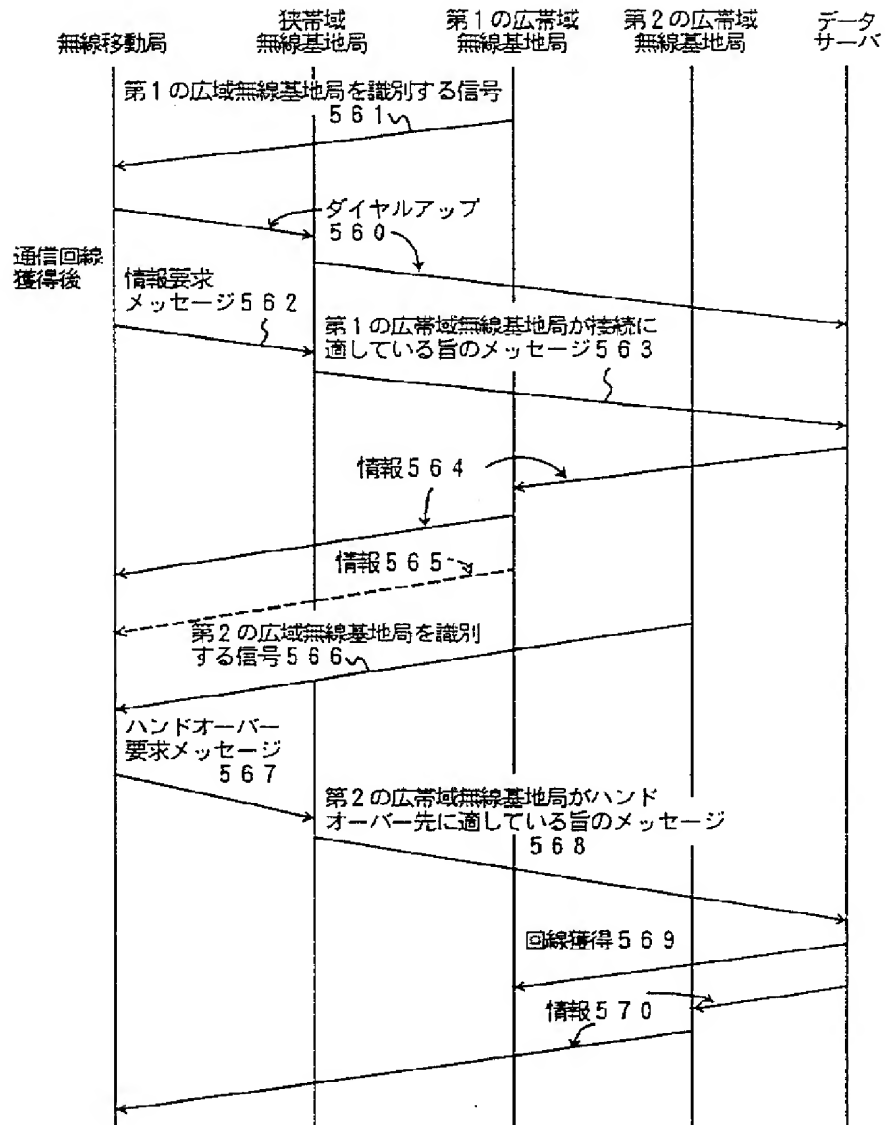 無線移動局
狭帯域
無線基地局
第1の広帯域
無線基地局
第2の広帯域
無線基地局
データ
サーバ
第1の広域無線基地局を識別する信号
561
ダイヤルアップ
560
通信回線
獲得後
情報要求
メッセージ562
第1の広帯域無線基地局が接続に
適している旨のメッセージ563
情報564
情報565
第2の広域無線基地局を識別
する信号566
ハンドオーバー
要求メッセージ
567
第2の広帯域無線基地局がハンド
オーバー先に適している旨のメッセージ
568
回線獲得569
情報570